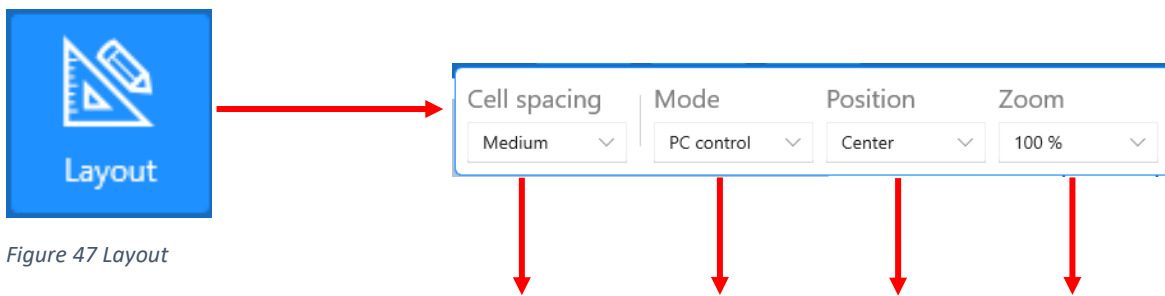 Layout
Cell spacing
Mode
Position
Zoom
Medium
PC control
Center
100 %
Figure 47 Layout